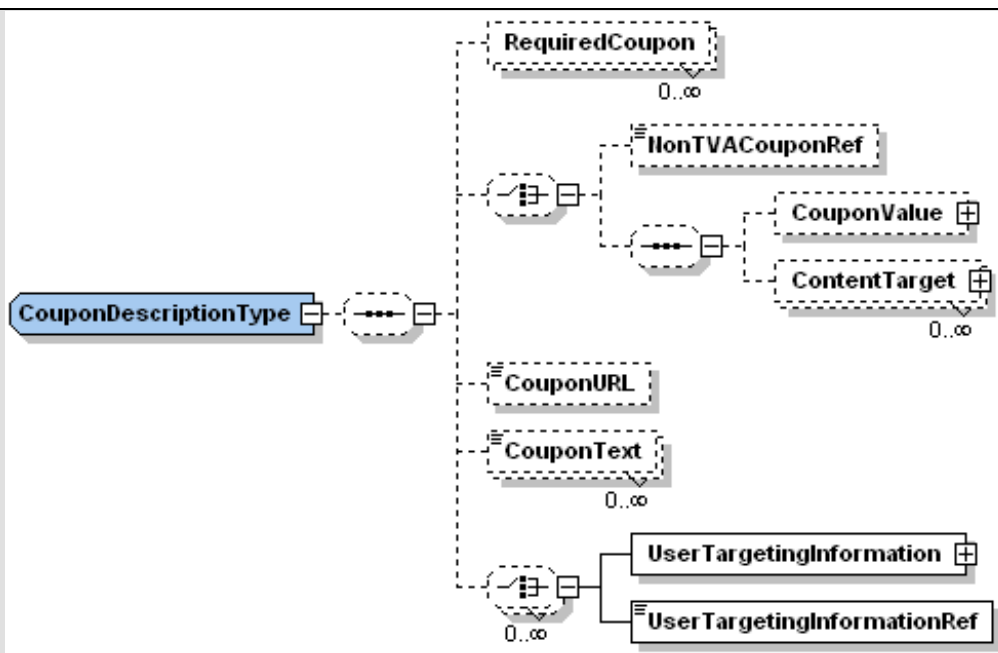 RequiredCoupon
0..∞
NonTVACouponRef
CouponValue
ContentTarget
0..∞
CouponDescriptionType
CouponURL
CouponText
0..∞
UserTargetingInformation
UserTargetingInformationRef
0..∞